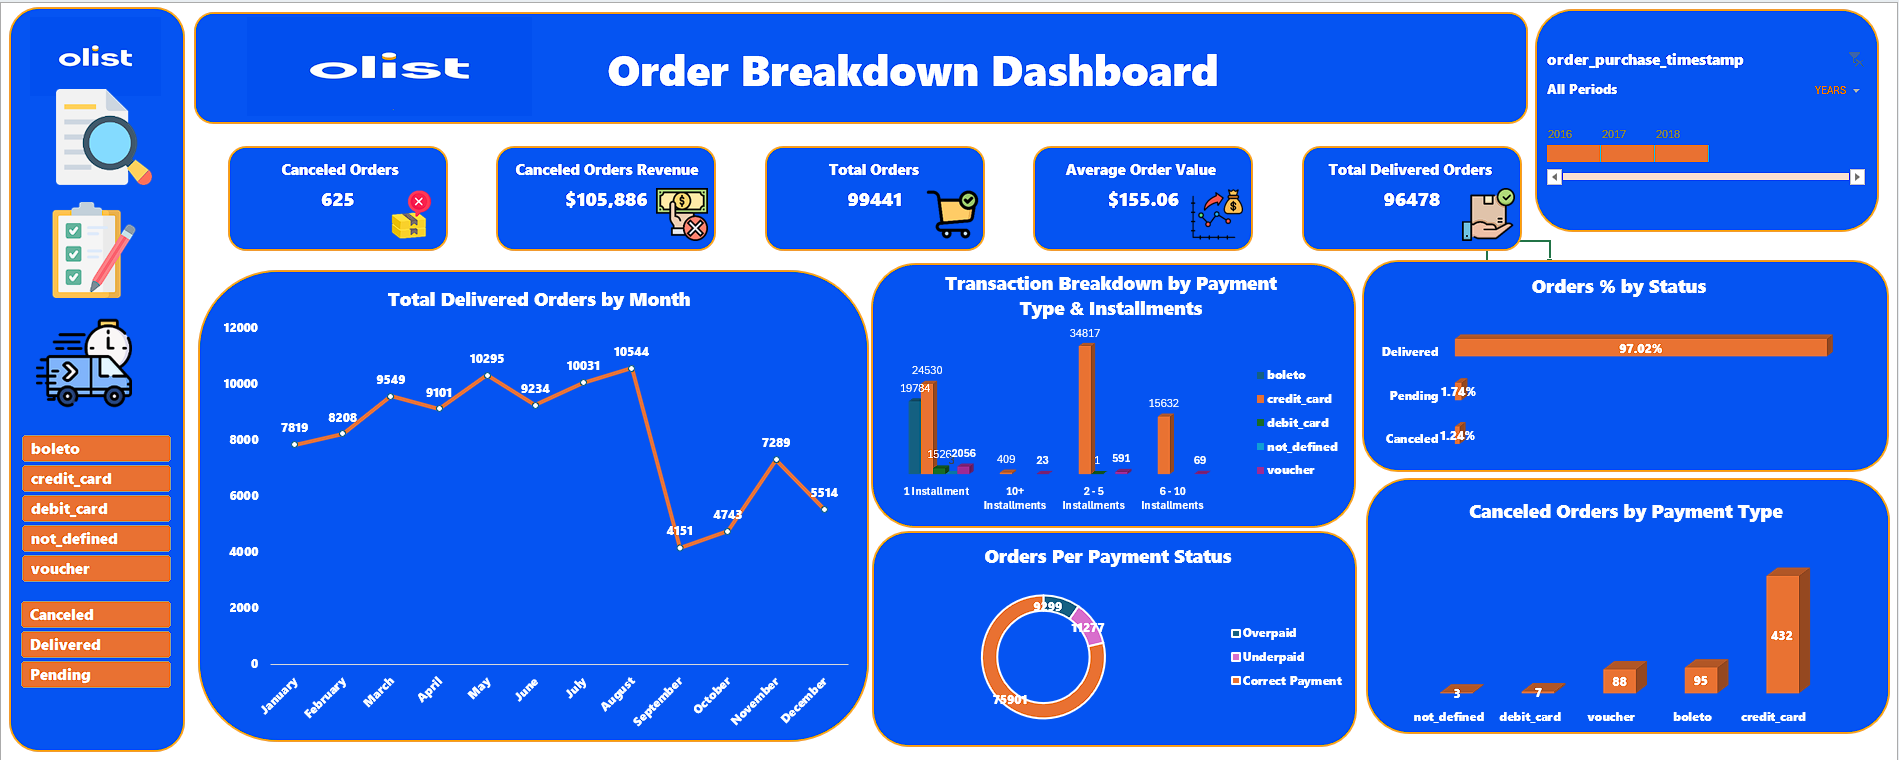 olist
boleto
credit_card
debit_card
not_defined
voucher
Canceled
Delivered
Pending
olist
Order Breakdown Dashboard
order_purchase_timestamp
All Periods
YEARS
2016 2017 2018
Canceled Orders
625
Canceled Orders Revenue
$105,886
Total Orders
99441
Average Order Value
$155.06
Total Delivered Orders
96478
Total Delivered Orders by Month
12000
10000
8000
6000
4000
2000
0
7819
8208
9549
9101
10295
9234
10031
10544
4151
4743
7289
5514
January
February
March
April
May
June
July
August
September
October
November
December
Transaction Breakdown by Payment
Type & Installments
19784
24530
1526
2056
409
23
34817
1
591
15632
69
1 Installment
10+
Installments
2 - 5
Installments
6 - 10
Installments
boleto
credit_card
debit_card
not_defined
voucher
Orders Per Payment Status
9299
11277
75901
Overpaid
Underpaid
Correct Payment
Orders % by Status
Delivered
97.02%
Pending
1.74%
Canceled
1.24%
Canceled Orders by Payment Type
3
7
88
95
432
not_defined
debit_card
voucher
boleto
credit_card